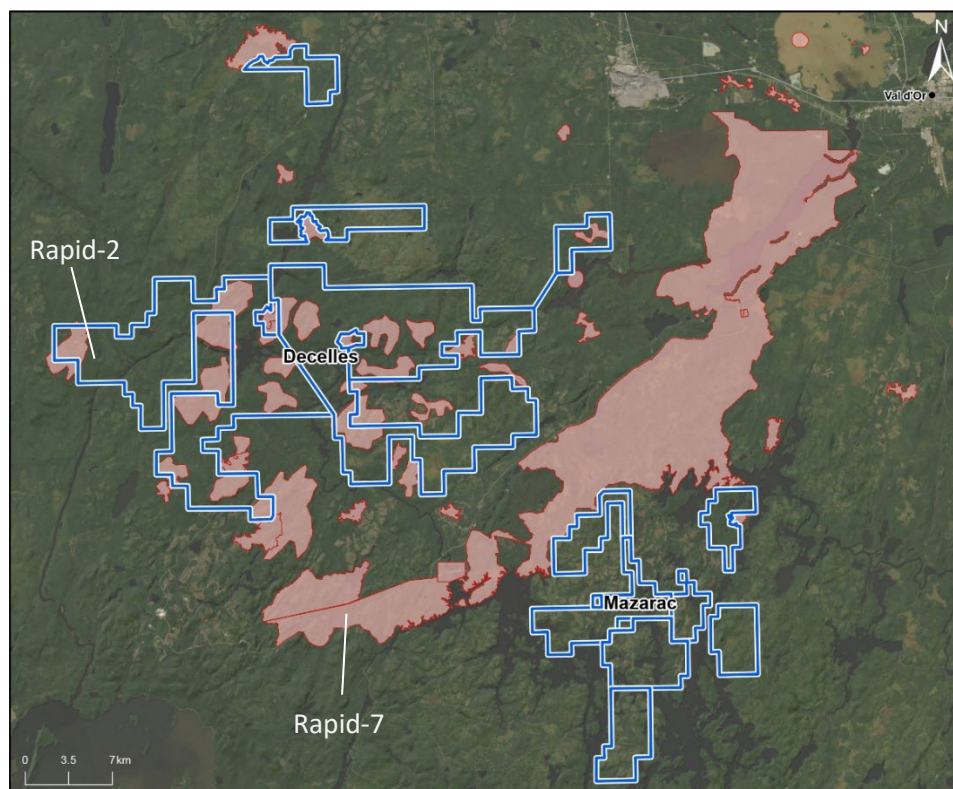 N
Val d'Or
Rapid-2
Decelles
Mazarac
Rapid-7
0 3.5 7km